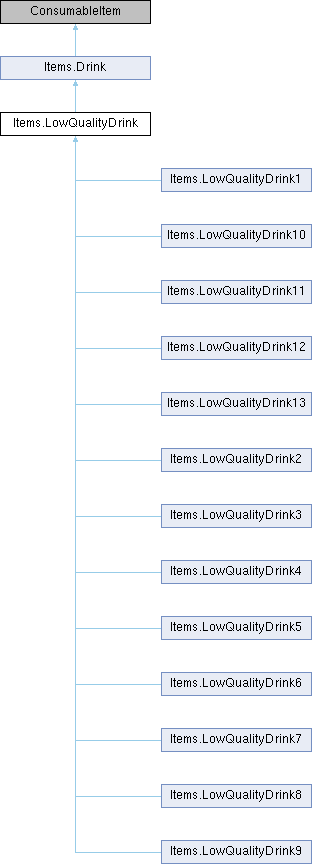 ConsumableItem
Items.Drink
Items.LowQualityDrink
Items.LowQualityDrink1
Items.LowQualityDrink10
Items.LowQualityDrink11
Items.LowQualityDrink12
Items.LowQualityDrink13
Items.LowQualityDrink2
Items.LowQualityDrink3
Items.LowQualityDrink4
Items.LowQualityDrink5
Items.LowQualityDrink6
Items.LowQualityDrink7
Items.LowQualityDrink8
Items.LowQualityDrink9